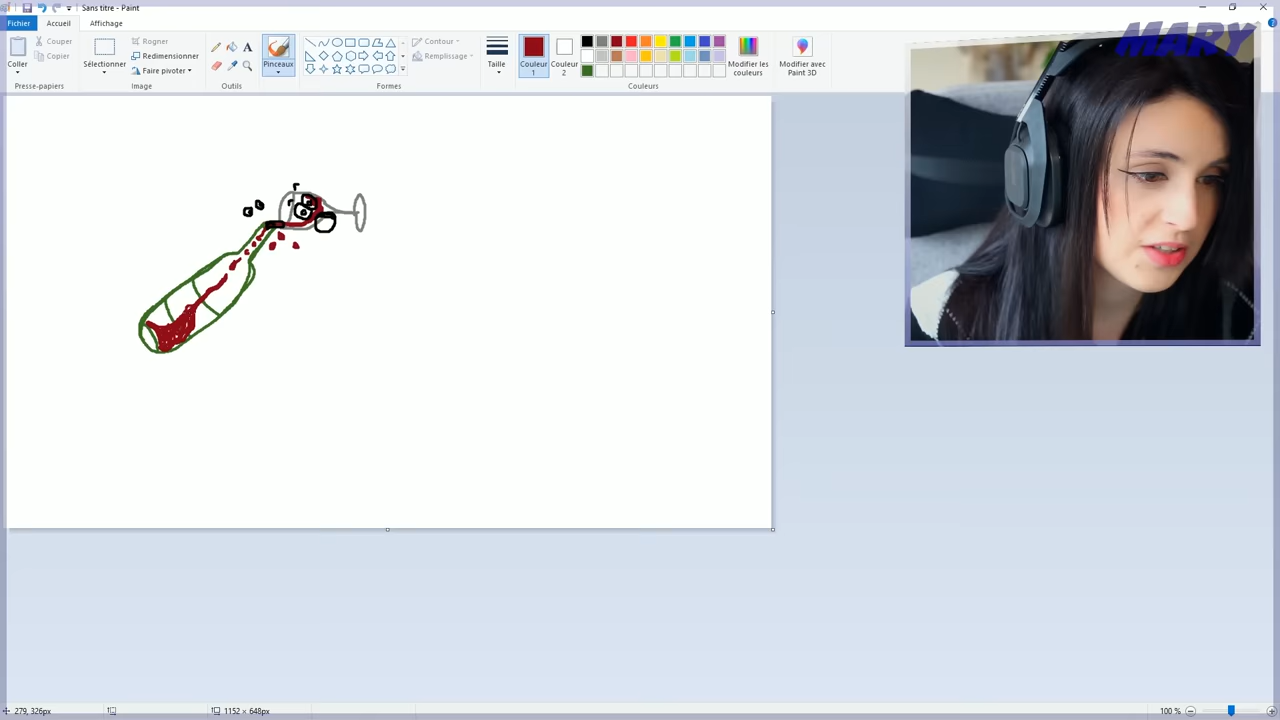 Sans titre - Paint
Fichier
Accueil
Affichage
MARY
Coller
Couper
Copier
Presse-papiers
Sélectionner
Rogner
Redimensionner
Faire pivoter
Image
A
Outils
Pinceaux
Contour
Remplissage
Formes
Taille
Couleur
1
Couleur
2
Modifier les
couleurs
Modifier avec
Paint 3D
Couleurs
279, 326px
1152 × 648px
100 %